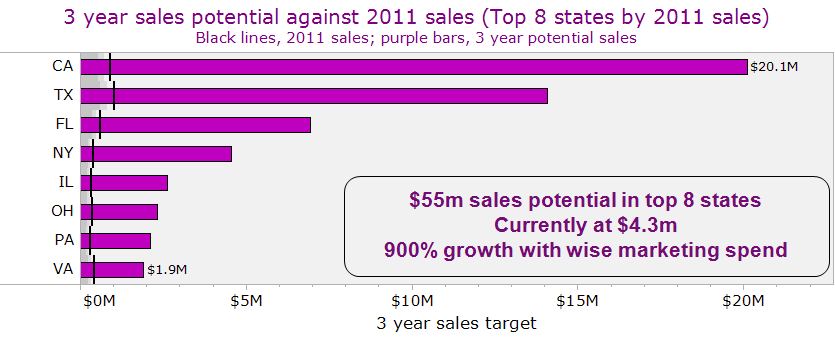 3 year sales potential against 2011 sales (Top 8 states by 2011 sales)
Black lines, 2011 sales; purple bars, 3 year potential sales
CA
$20.1M
TX
FL
NY
IL
OH
PA
VA
$1.9M
$55m sales potential in top 8 states
Currently at $4.3m
900% growth with wise marketing spend
$0M $5M $10M $15M $20M
3 year sales target